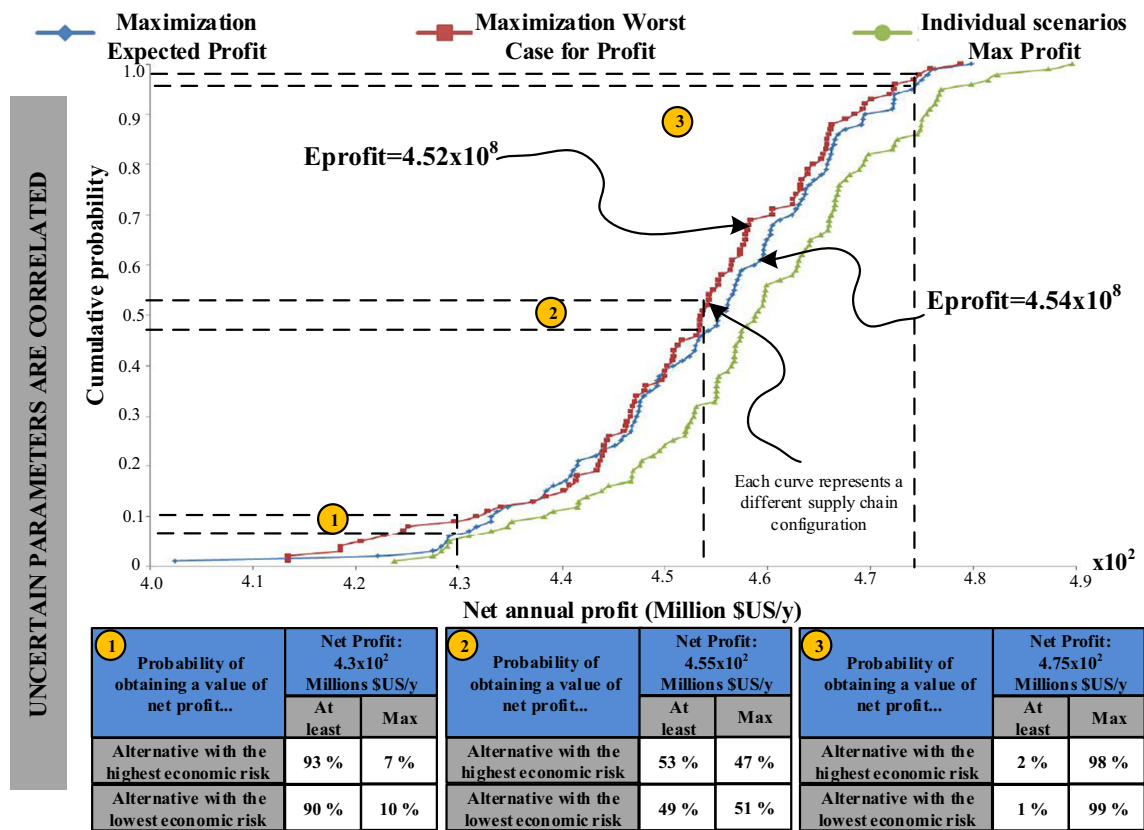 Maximization
Expected Profit
Maximization Worst
Case for Profit
Individual scenarios
Max Profit
UNCERTAIN PARAMETERS ARE CORRELATED
Cumulative probability
1.0
0.9
0.8
0.7
0.6
0.5
0.4
0.3
0.2
0.1
0
3
Eprofit=4.52x10⁸
2
Eprofit=4.54x10⁸
Each curve represents a
different supply chain
configuration
1
4.0
4.1
4.2
4.3
4.4
4.5
4.6
4.7
4.8
4.9
x10²
Net annual profit (Million $US/y)
1
Probability of
obtaining a value of
net profit...
Net Profit:
4.3x10²
Millions $US/y
At
least
Max
Alternative with the
highest economic risk
93 %
7 %
Alternative with the
lowest economic risk
90 %
10 %
2
Probability of
obtaining a value of
net profit...
Net Profit:
4.55x10²
Millions $US/y
At
least
Max
Alternative with the
highest economic risk
53 %
47 %
Alternative with the
lowest economic risk
49 %
51 %
3
Probability of
obtaining a value of
net profit...
Net Profit:
4.75x10²
Millions $US/y
At
least
Max
Alternative with the
highest economic risk
2 %
98 %
Alternative with the
lowest economic risk
1 %
99 %